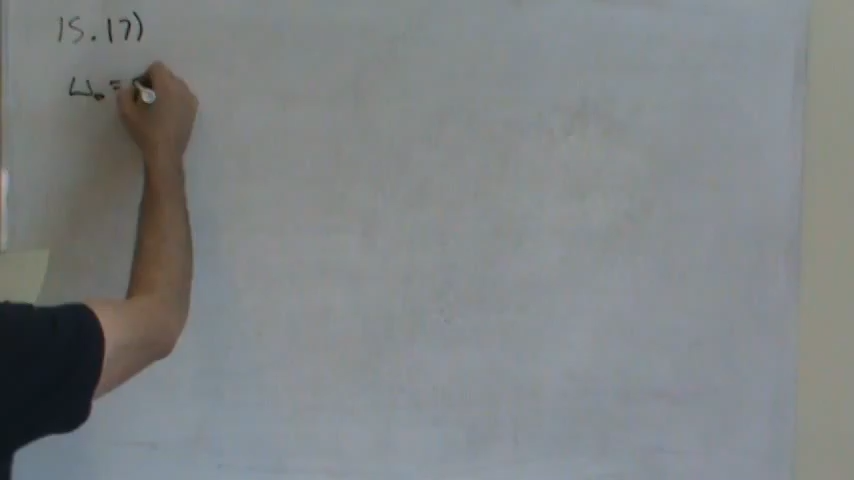 15.17)
ω₀ =